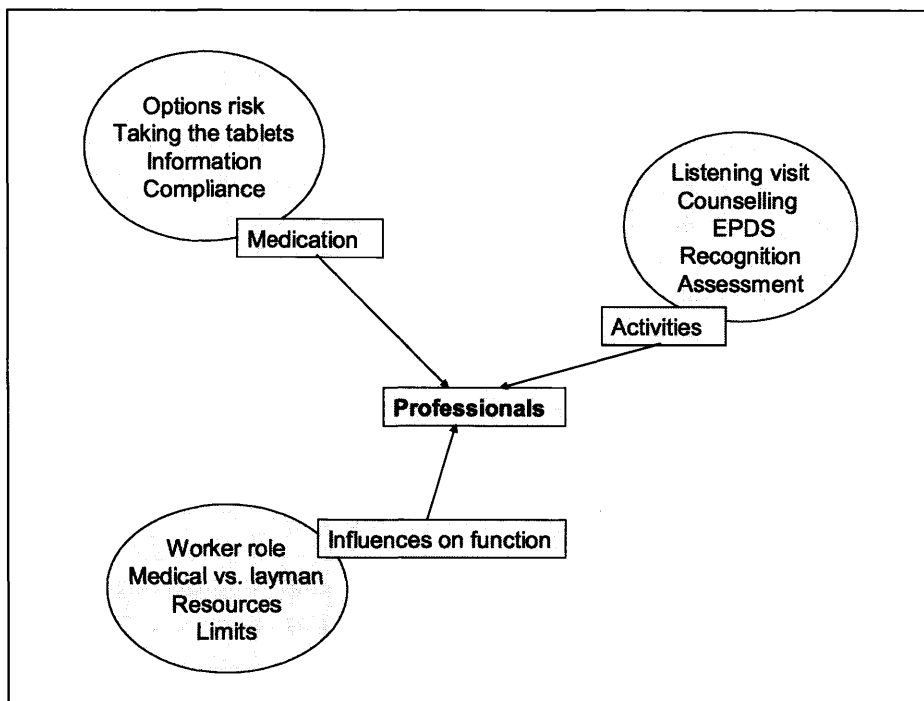 Options risk
Taking the tablets
Information
Compliance
Medication
Listening visit
Counselling
EPDS
Recognition
Assessment
Activities
Professionals
Influences on function
Worker role
Medical vs. layman
Resources
Limits